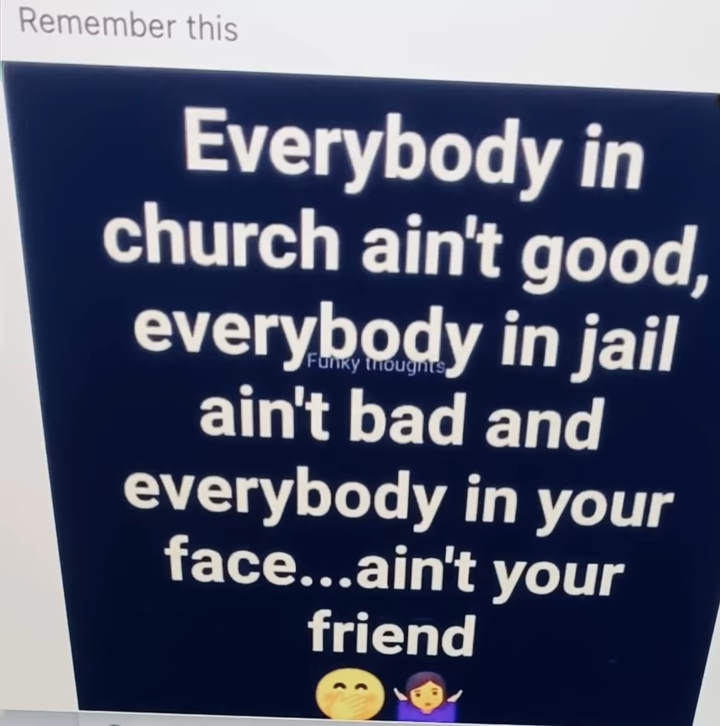 Remember this
Everybody in
church ain't good,
everybody in jail
Funky thoughts
ain't bad and
everybody in your
face...ain't your
friend